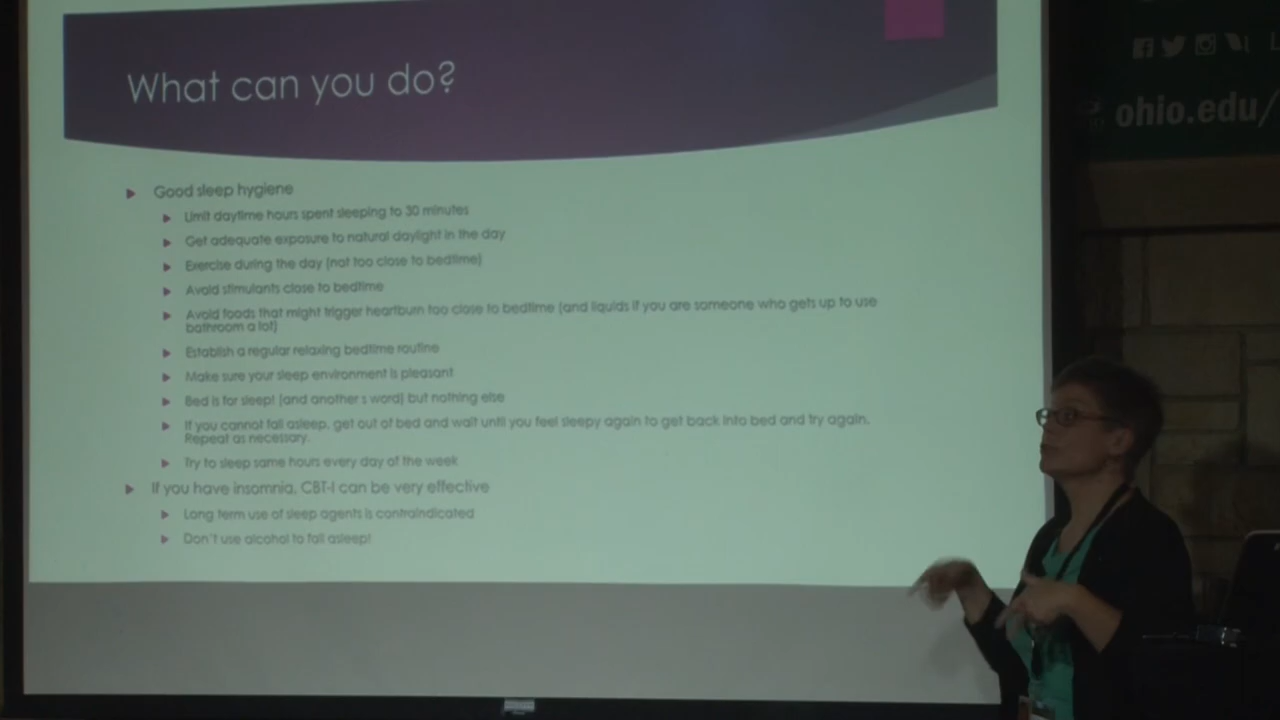 What can you do?
Good sleep hygiene
Limit daytime hours spent sleeping to 30 minutes
Get adequate exposure to natural daylight in the day
Exercise during the day (not too close to bedtime)
Avoid stimulants close to bedtime
Avoid foods that might trigger heartburn too close to bedtime (and liquids if you are someone who gets up to use
bathroom a lot)
Establish a regular relaxing bedtime routine
Make sure your sleep environment is pleasant
Bed is for sleep! (and another s word) but nothing else
If you cannot fall asleep, get out of bed and wait until you feel sleepy again to get back into bed and try again.
Repeat as necessary.
Try to sleep same hours every day of the week
If you have insomnia, CBT-I can be very effective
Long term use of sleep agents is contraindicated
Don't use alcohol to fall asleep!
ohio.edu/